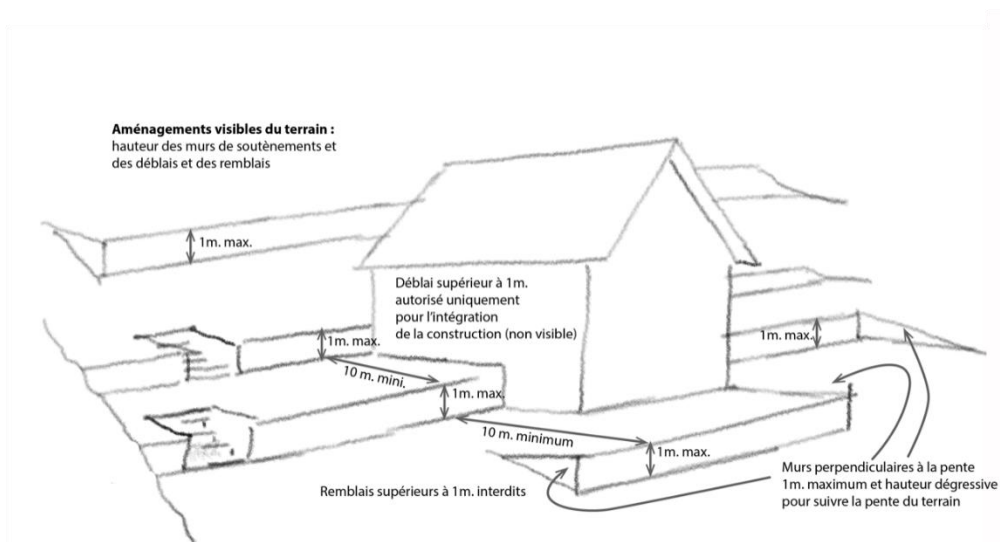 Aménagements visibles du terrain :
hauteur des murs de soutènements et
des déblais et des remblais
1m. max.
Déblai supérieur à 1m.
autorisé uniquement
pour l'intégration
de la construction (non visible)
1m. max.
1m. max.
10 m. mini.
1m. max
10 m. minimum
1m. max.
Remblais supérieurs à 1m. interdits
Murs perpendiculaires à la pente
1m. maximum et hauteur dégressive
pour suivre la pente du terrain